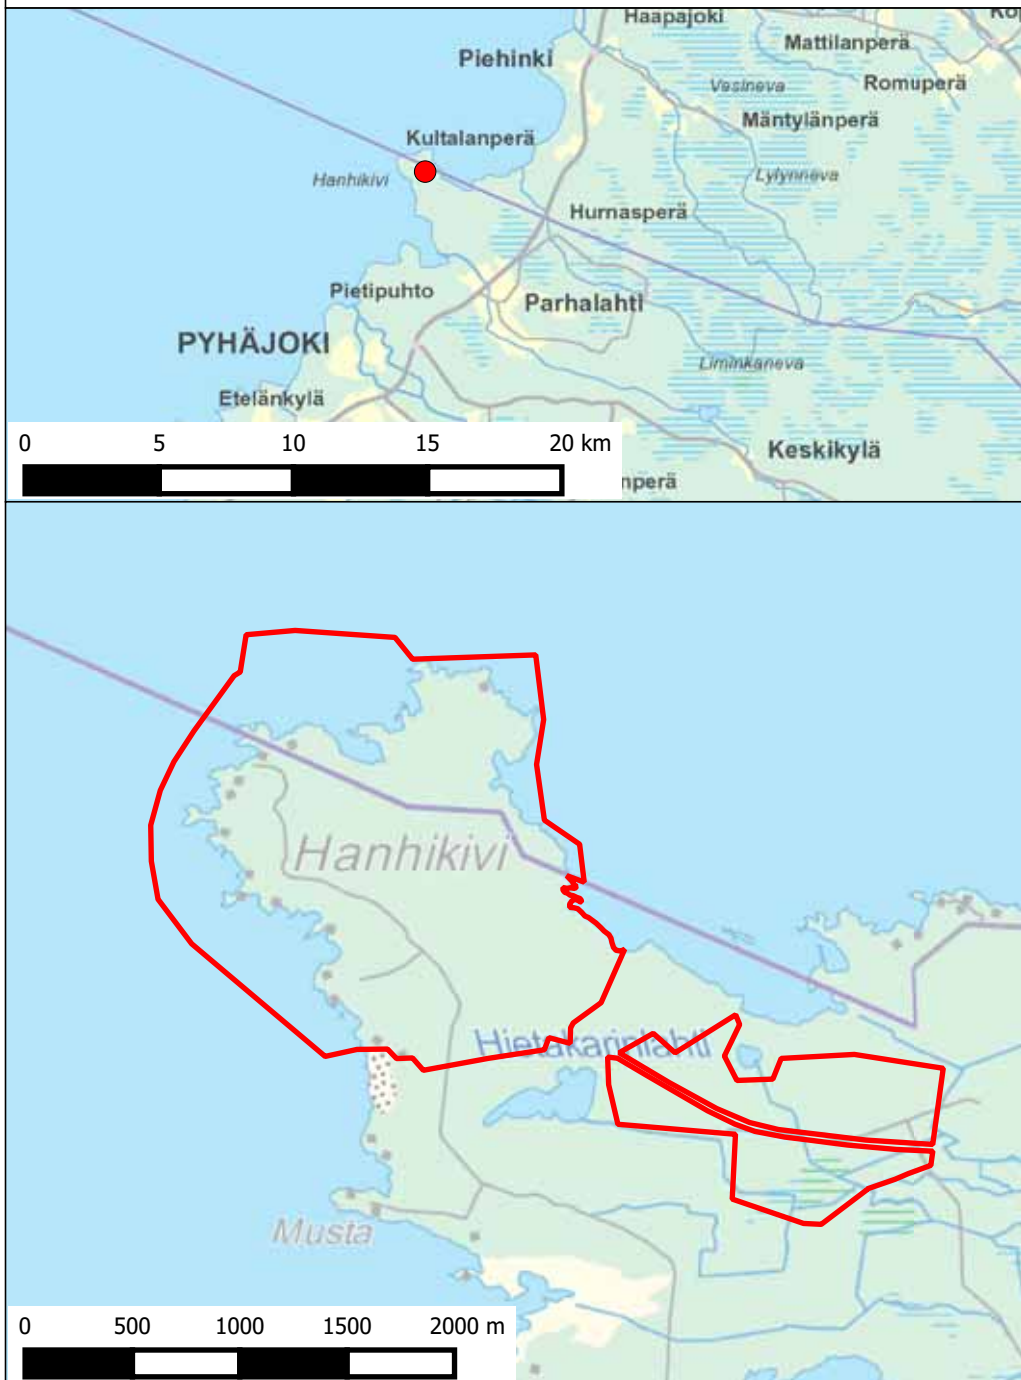 Haapajoki
Piehinki
Mattilanperä
Vesineva
Romuperä
Mäntylänperä
Kultalanperä
Hanhikivi
Lylynneva
Hurnasperä
Pietipuhto
Parhalahti
PYHÄJOKI
Liminkaneva
Etelänkylä
0 5 10 15 20 km
Keskikylä
nperä
Hanhikivi
Hietakarinlahti
Musta
0 500 1000 1500 2000 m